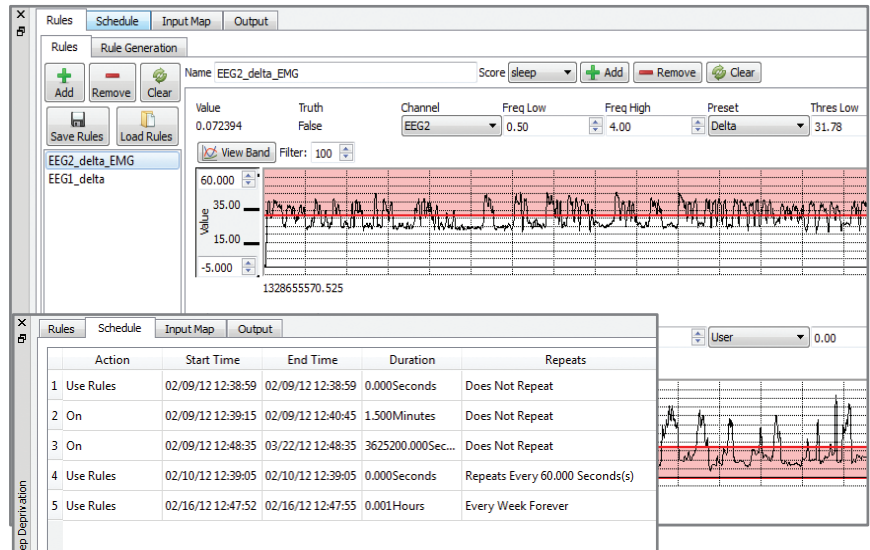 Rules Schedule Input Map Output
Rules Rule Generation
Add Remove Clear
Save Rules Load Rules
EEG2_delta_EMG
EEG1_delta
Name EEG2_delta_EMG Score sleep Add Remove Clear
Value Truth Channel Freq Low Freq High Preset Thres Low
0.072394 False EEG2 0.50 4.00 Delta 31.78
View Band Filter: 100
60.000
35.00
Value
15.00
-5.000
1328655570.525
User 0.00
Rules Schedule Input Map Output
Action Start Time End Time Duration Repeats
1 Use Rules 02/09/12 12:38:59 02/09/12 12:38:59 0.000Seconds Does Not Repeat
2 On 02/09/12 12:39:15 02/09/12 12:40:45 1.500Minutes Does Not Repeat
3 On 02/09/12 12:48:35 03/22/12 12:48:35 3625200.000Sec... Does Not Repeat
4 Use Rules 02/10/12 12:39:05 02/10/12 12:39:05 0.000Seconds Repeats Every 60.000 Seconds(s)
5 Use Rules 02/16/12 12:47:52 02/16/12 12:47:55 0.001Hours Every Week Forever
ep Deprivation